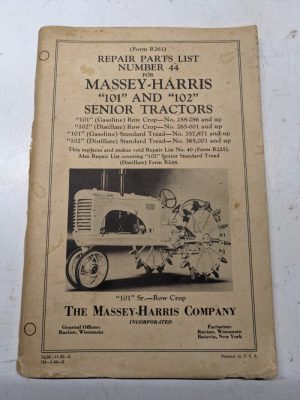 (Form R261)
REPAIR PARTS LIST
NUMBER 44
FOR
MASSEY-HARRIS
"101" AND "102"
SENIOR TRACTORS
"101" (Gasoline) Row Crop—No. 258-286 and up
"102" (Distillate) Row Crop—No. 265-001 and up
"101" (Gasoline) Standard Tread—No. 357,871 and up
"102" (Distillate) Standard Tread—No. 365,001 and up
This replaces and makes void Repair List No. 40 (Form R225).
Also Repair List covering "102" Senior Standard Tread
(Distillate) Form R244.
"101" Sr.—Row Crop
THE MASSEY-HARRIS COMPANY
INCORPORATED
General Offices:
Racine, Wisconsin
Factories:
Racine, Wisconsin
Batavia, New York
Printed in U. S. A.